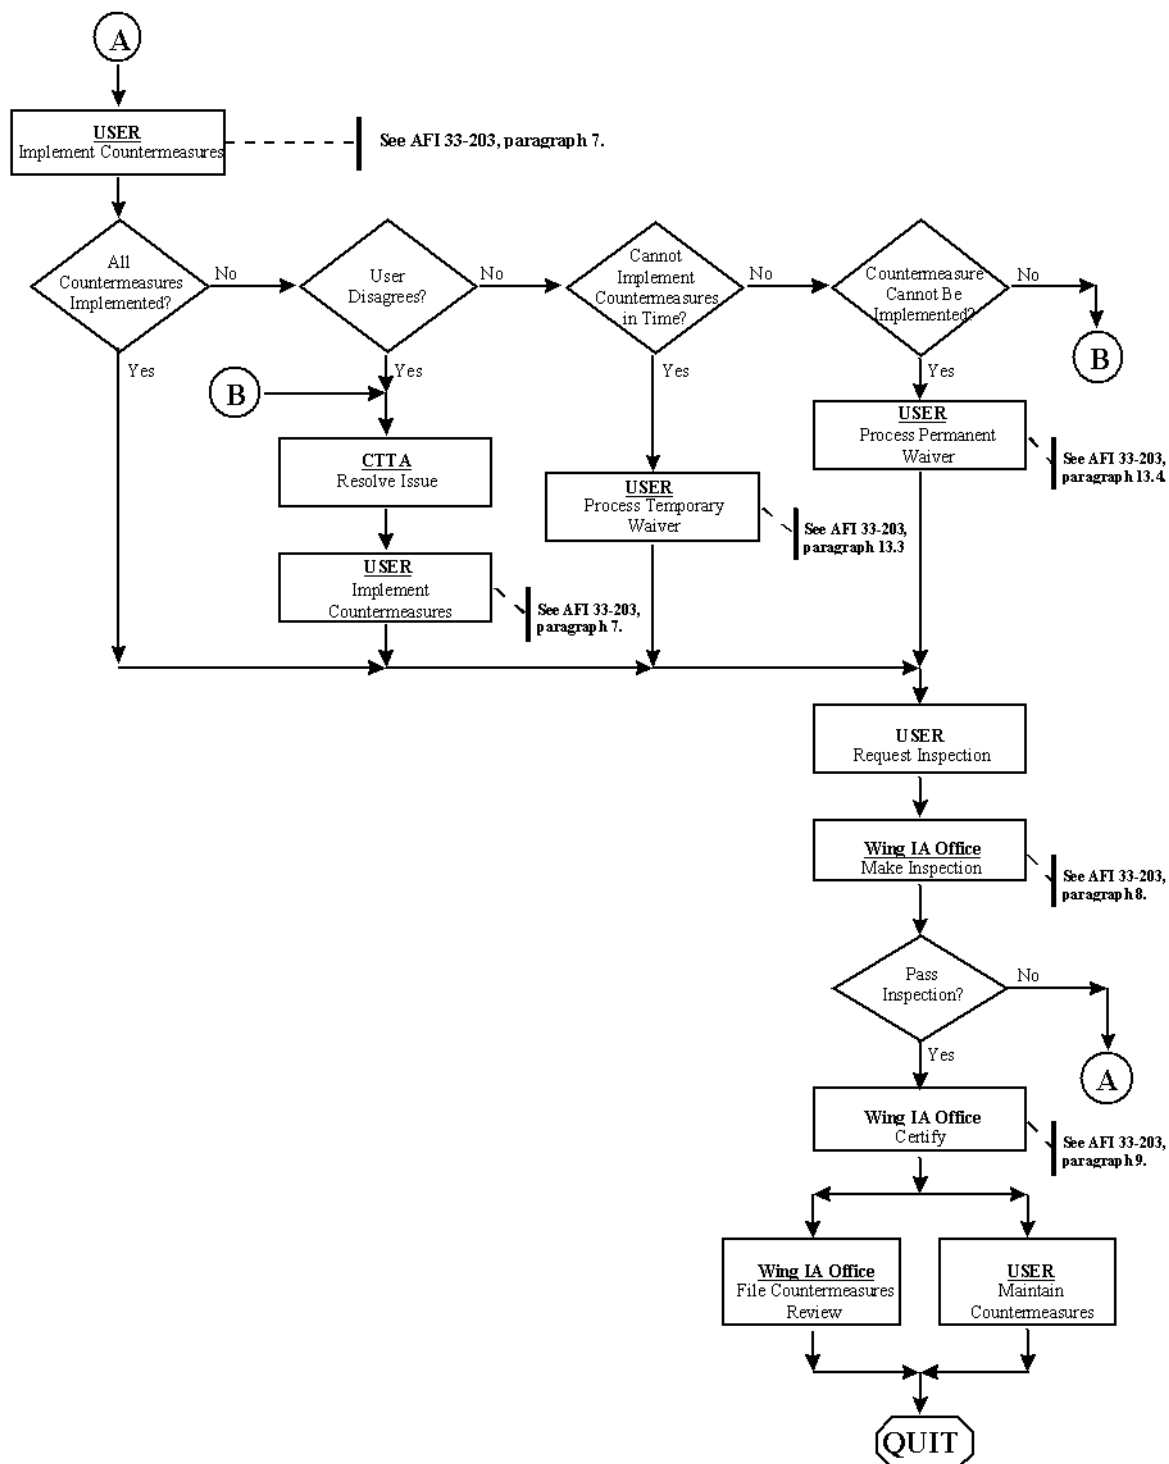 A
USER
Implement Countermeasures
See AFI 33-203, paragraph 7.
All
Countermeasures
Implemented?
No
User
Disagrees?
No
Cannot
Implement
Countermeasures
in Time?
No
Countermeasure
Cannot Be
Implemented?
No
B
Yes
Yes
Yes
Yes
B
CTTA
Resolve Issue
USER
Process Temporary
Waiver
See AFI 33-203,
paragraph 13.3
USER
Process Permanent
Waiver
See AFI 33-203,
paragraph 13.4.
USER
Implement
Countermeasures
See AFI 33-203,
paragraph 7.
USER
Request Inspection
Wing IA Office
Make Inspection
See AFI 33-203,
paragraph 8.
Pass
Inspection?
No
A
Yes
Wing IA Office
Certify
See AFI 33-203,
paragraph 9.
Wing IA Office
File Countermeasures
Review
USER
Maintain
Countermeasures
QUIT